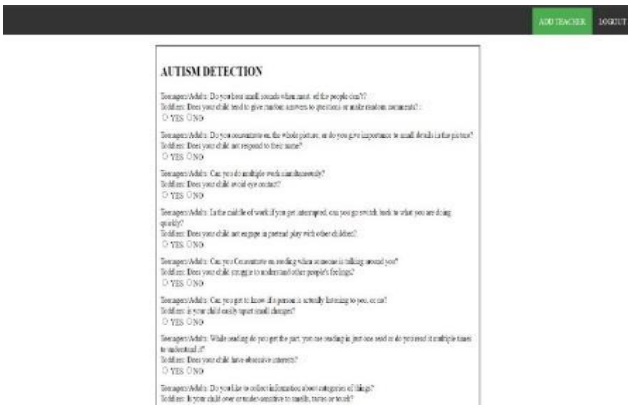 ADD TEACHER LOGOUT
AUTISM DETECTION
Teenagers/Adults: Do you hear small sounds when most of the people don't?
Toddlers: Does your child tend to give random answers to questions or make random comments? :
YES NO
Teenagers/Adults: Do you concentrate on the whole picture, or do you give importance to small details in the picture?
Toddlers: Does your child not respond to their name?
YES NO
Teenagers/Adults: Can you do multiple work simultaneously?
Toddlers: Does your child avoid eye contact?
YES NO
Teenagers/Adults: In the middle of work if you get interrupted, can you go switch back to what you are doing
quickly?
Toddlers: Does your child not engage in pretend play with other children?
YES NO
Teenagers/Adults: Can you Concentrate on reading when someone is talking around you?
Toddlers: Does your child struggle to understand other people's feelings?
YES NO
Teenagers/Adults: Can you get to know if a person is actually listening to you, or no?
Toddlers: is your child easily upset small changes?
YES NO
Teenagers/Adults: While reading do you get the part, you are reading in just one read or do you read it multiple times
to understand it?
Toddlers: Does your child have obsessive interests?
YES NO
Teenagers/Adults: Do you like to collect information about categories of things?
Toddlers: Is your child over or under-sensitive to smells, tastes or touch?